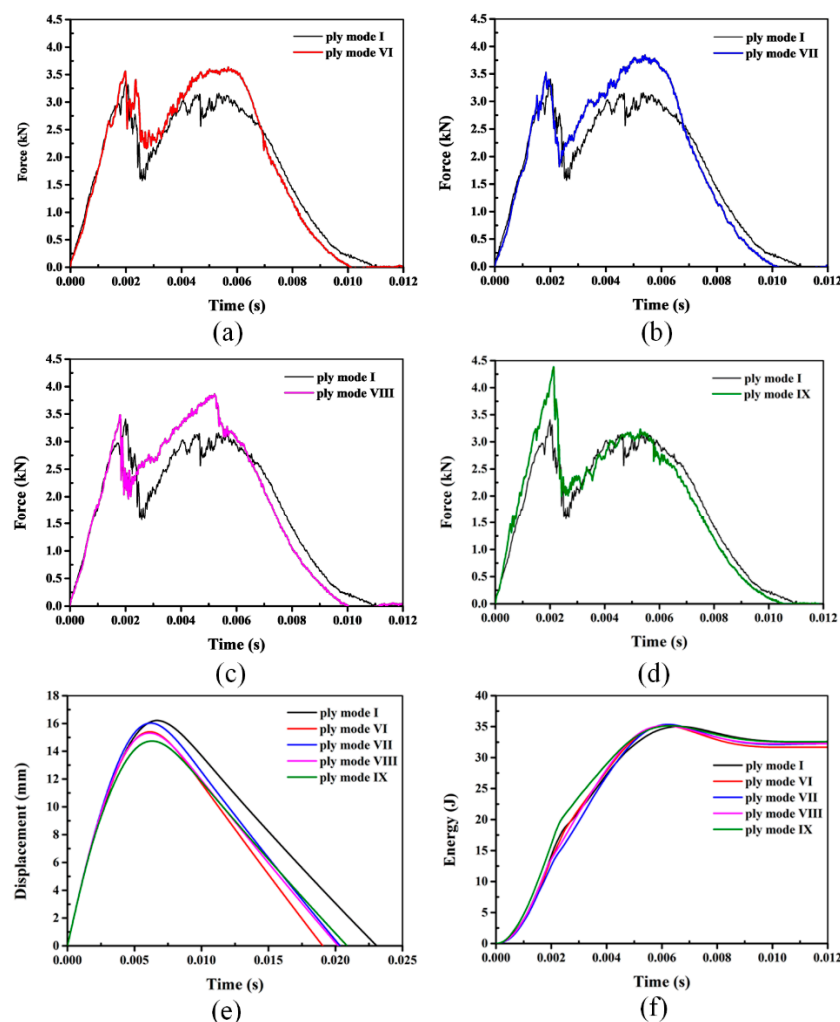 4.5
4.0
3.5
3.0
2.5
2.0
1.5
1.0
0.5
0.0
Force (kN)
ply mode I
ply mode VI
0.000 0.002 0.004 0.006 0.008 0.010 0.012
Time (s)
(a)
4.5
4.0
3.5
3.0
2.5
2.0
1.5
1.0
0.5
0.0
Force (kN)
ply mode I
ply mode VII
0.000 0.002 0.004 0.006 0.008 0.010 0.012
Time (s)
(b)
4.5
4.0
3.5
3.0
2.5
2.0
1.5
1.0
0.5
0.0
Force (kN)
ply mode I
ply mode VIII
0.000 0.002 0.004 0.006 0.008 0.010 0.012
Time (s)
(c)
4.5
4.0
3.5
3.0
2.5
2.0
1.5
1.0
0.5
0.0
Force (kN)
ply mode I
ply mode IX
0.000 0.002 0.004 0.006 0.008 0.010 0.012
Time (s)
(d)
18
16
14
12
10
8
6
4
2
0
Displacement (mm)
ply mode I
ply mode VI
ply mode VII
ply mode VIII
ply mode IX
0.000 0.005 0.010 0.015 0.020 0.025
Time (s)
(e)
40
35
30
25
20
15
10
5
0
Energy (J)
ply mode I
ply mode VI
ply mode VII
ply mode VIII
ply mode IX
0.000 0.002 0.004 0.006 0.008 0.010 0.012
Time (s)
(f)